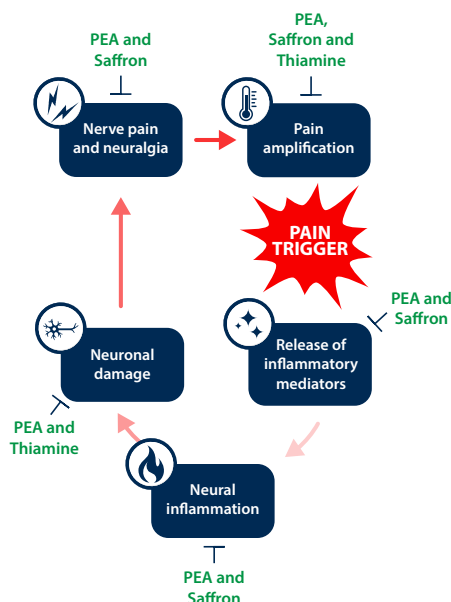 PEA and
Saffron
PEA,
Saffron and
Thiamine
Nerve pain
and neuralgia
Pain
amplification
PAIN
TRIGGER
PEA and
Saffron
Release of
inflammatory
mediators
Neuronal
damage
PEA and
Thiamine
Neural
inflammation
PEA and
Saffron